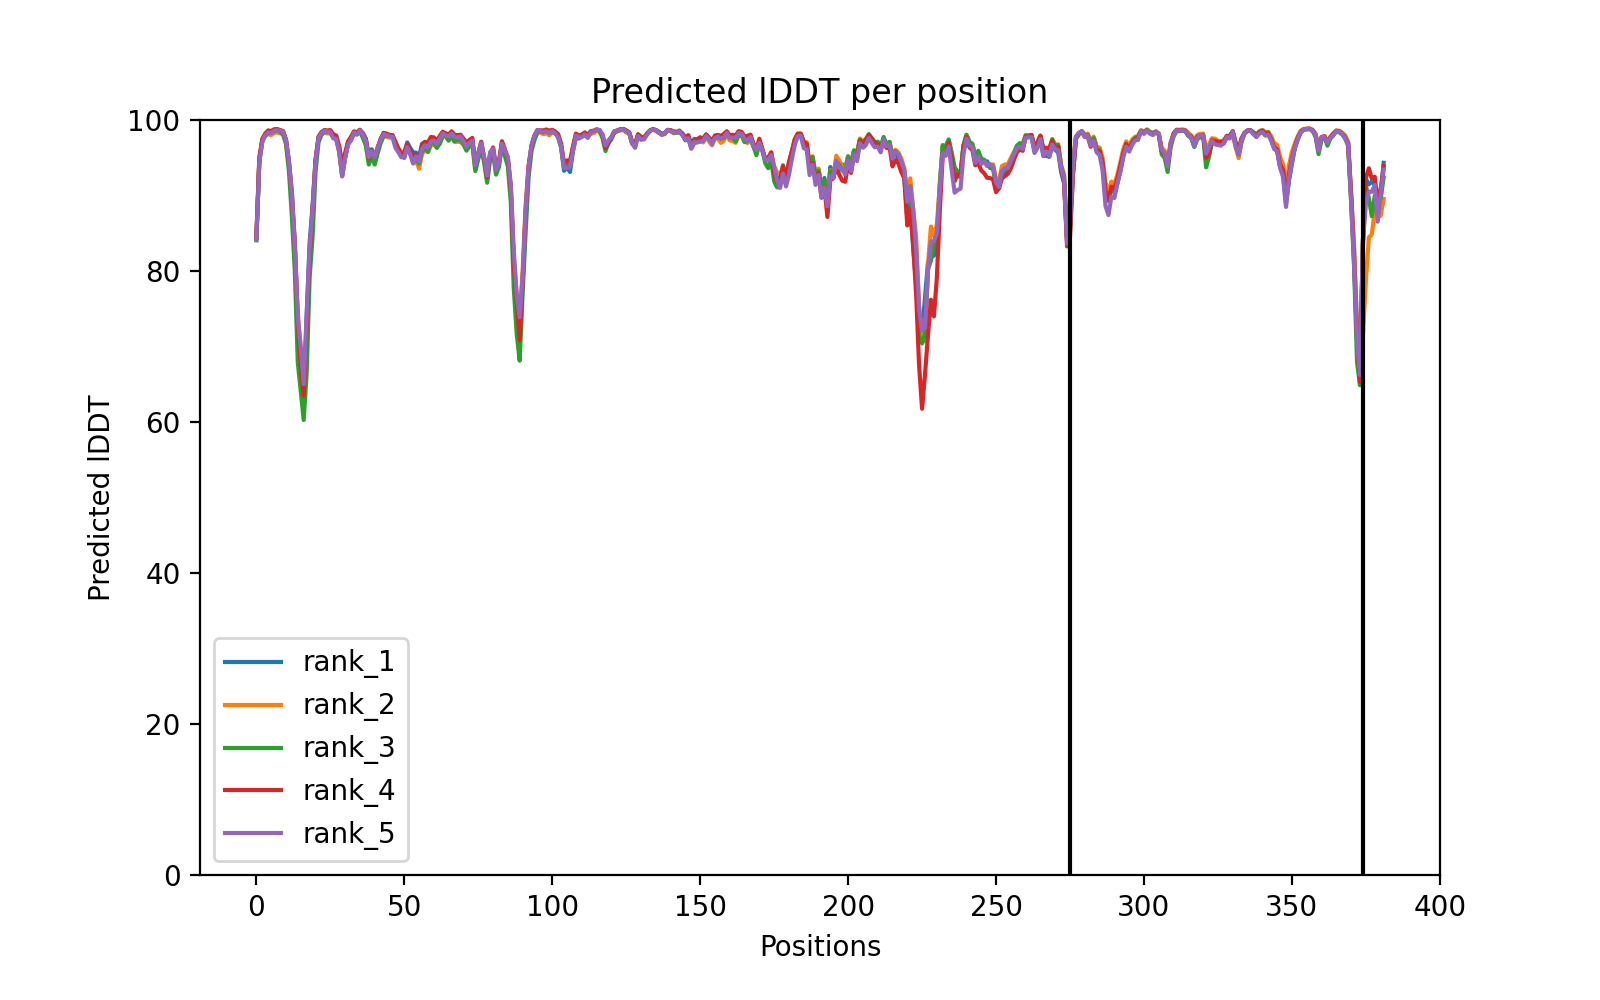 Predicted lDDT per position
100
80
60
40
20
0
Predicted lDDT
rank_1
rank_2
rank_3
rank_4
rank_5
0 50 100 150 200 250 300 350 400
Positions